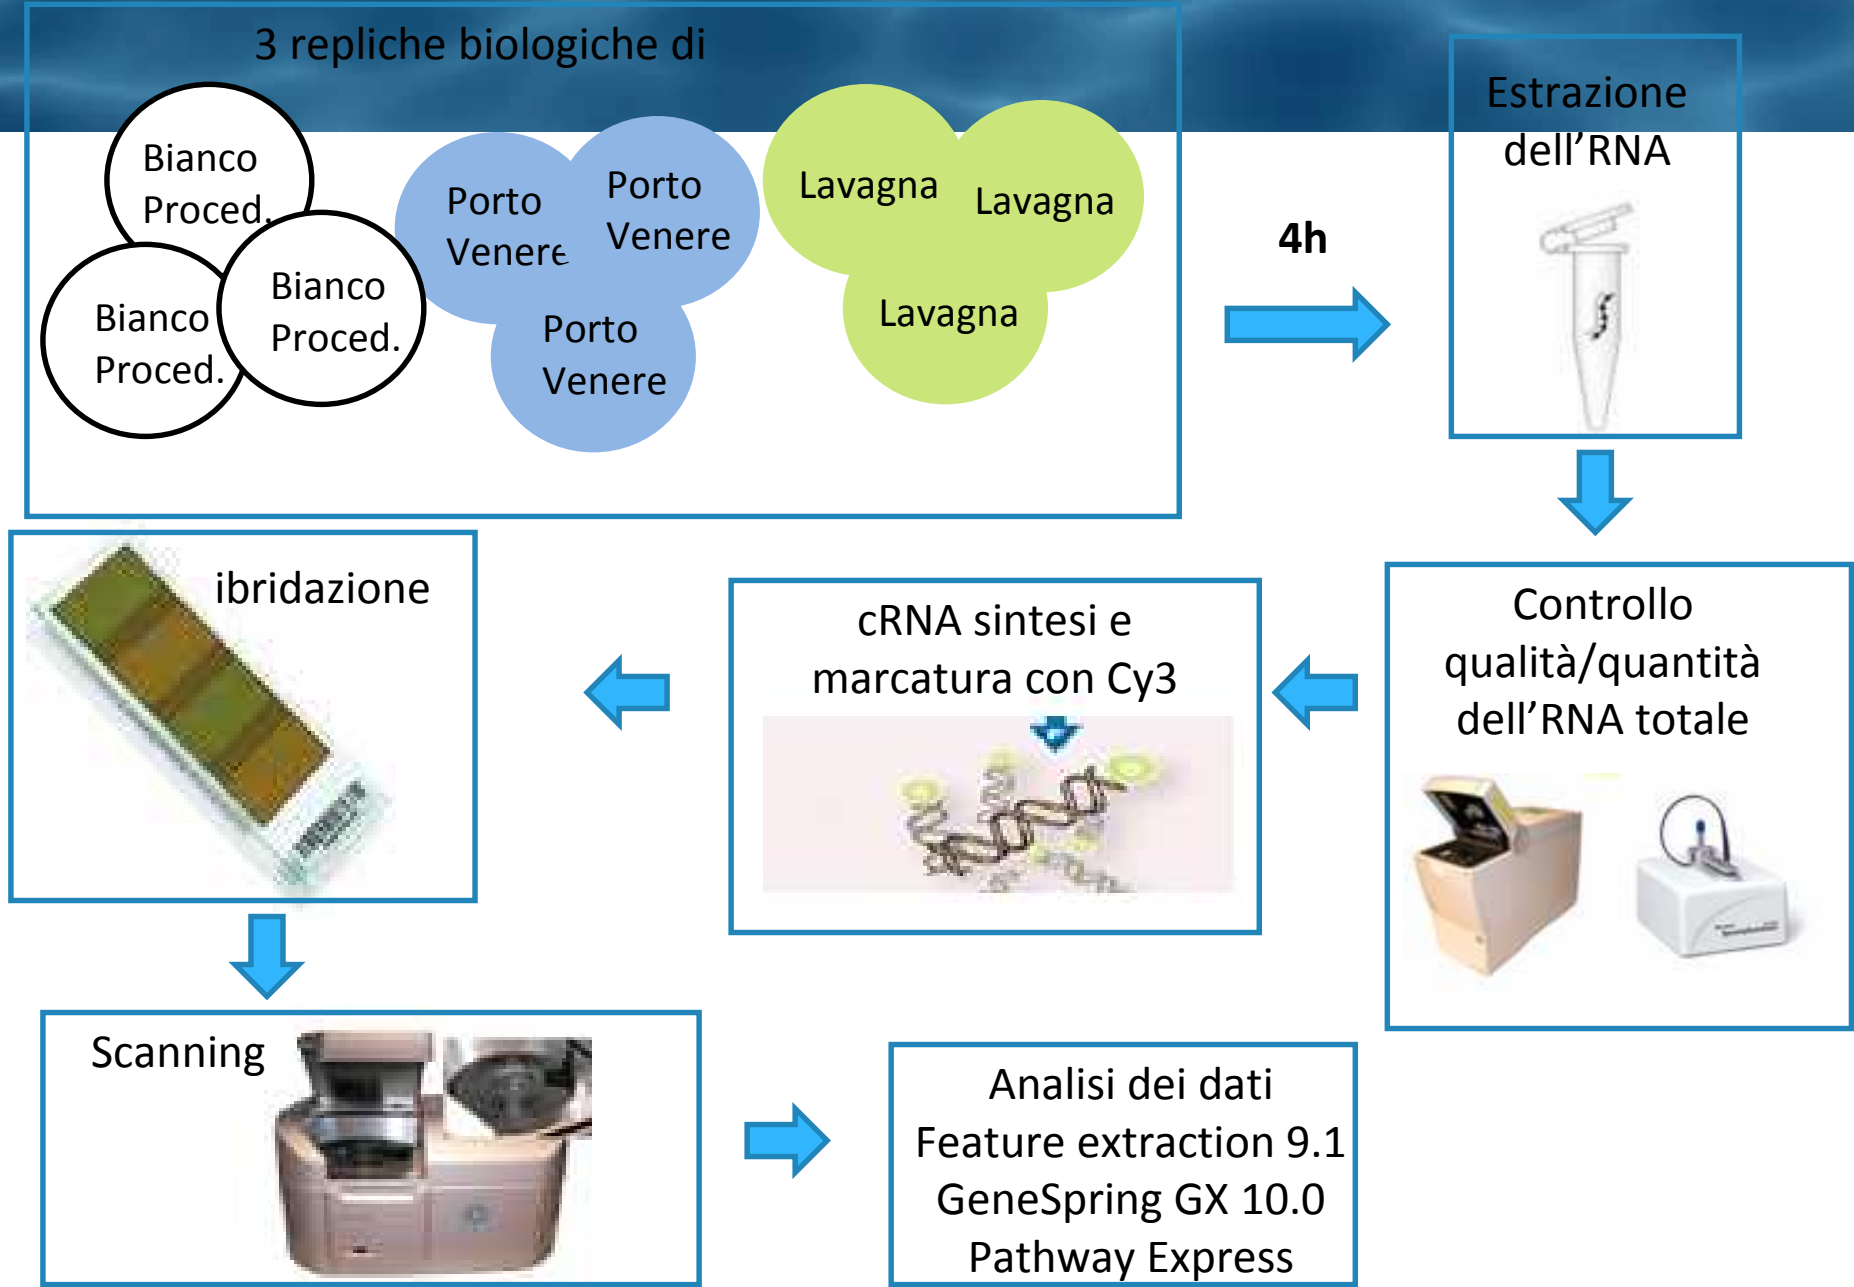 3 repliche biologiche di
Bianco
Proced.
Bianco
Proced.
Bianco
Proced.
Porto
Venere
Porto
Venere
Porto
Venere
Lavagna
Lavagna
Lavagna
4h
Estrazione
dell’RNA
Controllo
qualità/quantità
dell’RNA totale
cRNA sintesi e
marcatura con Cy3
ibridazione
Scanning
Analisi dei dati
Feature extraction 9.1
GeneSpring GX 10.0
Pathway Express